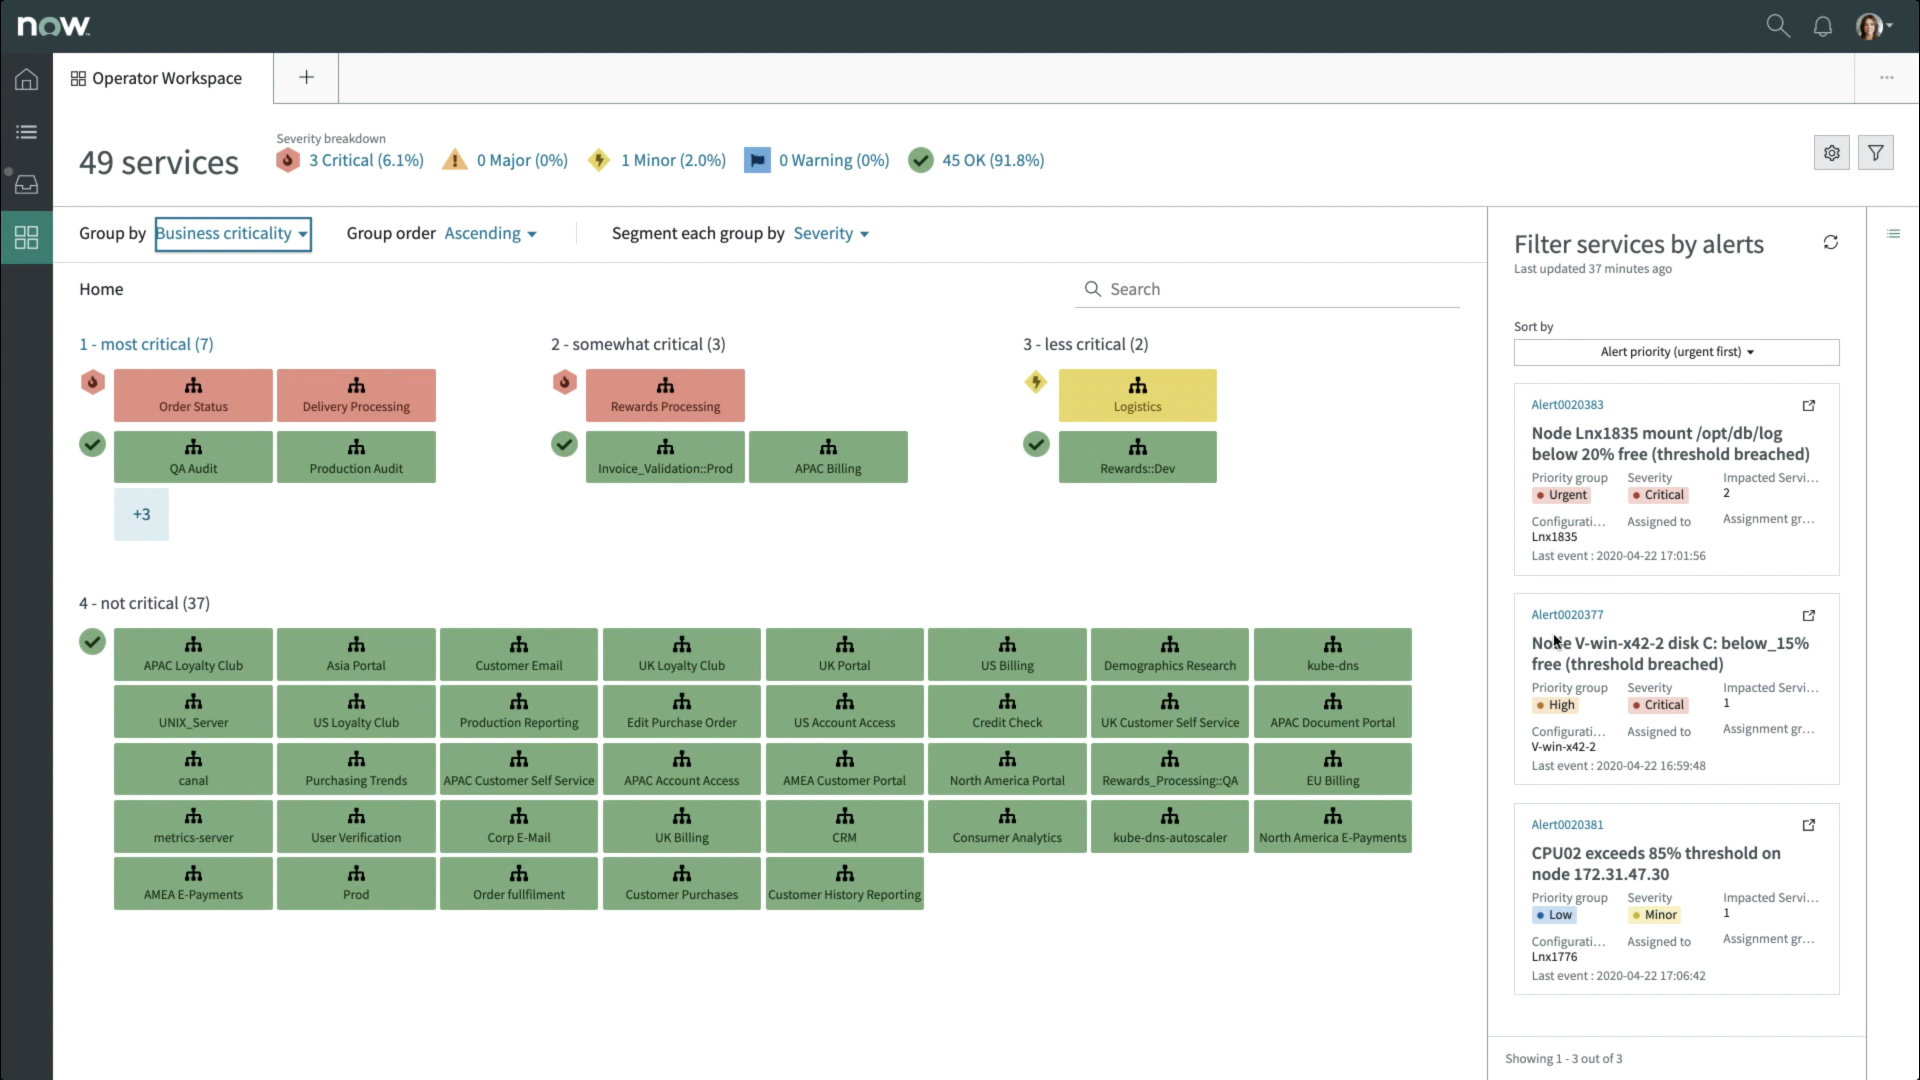 now.
Operator Workspace
49 services
Severity breakdown
3 Critical (6.1%)
0 Major (0%)
1 Minor (2.0%)
0 Warning (0%)
45 OK (91.8%)
Group by Business criticality
Group order Ascending
Segment each group by Severity
Home
Search
1 - most critical (7)
Order Status
Delivery Processing
QA Audit
Production Audit
+3
2 - somewhat critical (3)
Rewards Processing
Invoice_Validation::Prod
APAC Billing
3 - less critical (2)
Logistics
Rewards::Dev
4 - not critical (37)
APAC Loyalty Club
Asia Portal
Customer Email
UK Loyalty Club
UK Portal
US Billing
Demographics Research
kube-dns
UNIX_Server
US Loyalty Club
Production Reporting
Edit Purchase Order
US Account Access
Credit Check
UK Customer Self Service
APAC Document Portal
canal
Purchasing Trends
APAC Customer Self Service
APAC Account Access
AMEA Customer Portal
North America Portal
Rewards_Processing::QA
EU Billing
metrics-server
User Verification
Corp E-Mail
UK Billing
CRM
Consumer Analytics
kube-dns-autoscaler
North America E-Payments
AMEA E-Payments
Prod
Order fullfilment
Customer Purchases
Customer History Reporting
Filter services by alerts
Last updated 37 minutes ago
Sort by
Alert priority (urgent first)
Alert0020383
Node Lnx1835 mount /opt/db/log
below 20% free (threshold breached)
Priority group Severity Impacted Servi...
Urgent Critical 2
Configurati... Assigned to Assignment gr...
Lnx1835
Last event : 2020-04-22 17:01:56
Alert0020377
Node V-win-x42-2 disk C: below_15%
free (threshold breached)
Priority group Severity Impacted Servi...
High Critical 1
Configurati... Assigned to Assignment gr...
V-win-x42-2
Last event : 2020-04-22 16:59:48
Alert0020381
CPU02 exceeds 85% threshold on
node 172.31.47.30
Priority group Severity Impacted Servi...
Low Minor 1
Configurati... Assigned to Assignment gr...
Lnx1776
Last event : 2020-04-22 17:06:42
Showing 1 - 3 out of 3